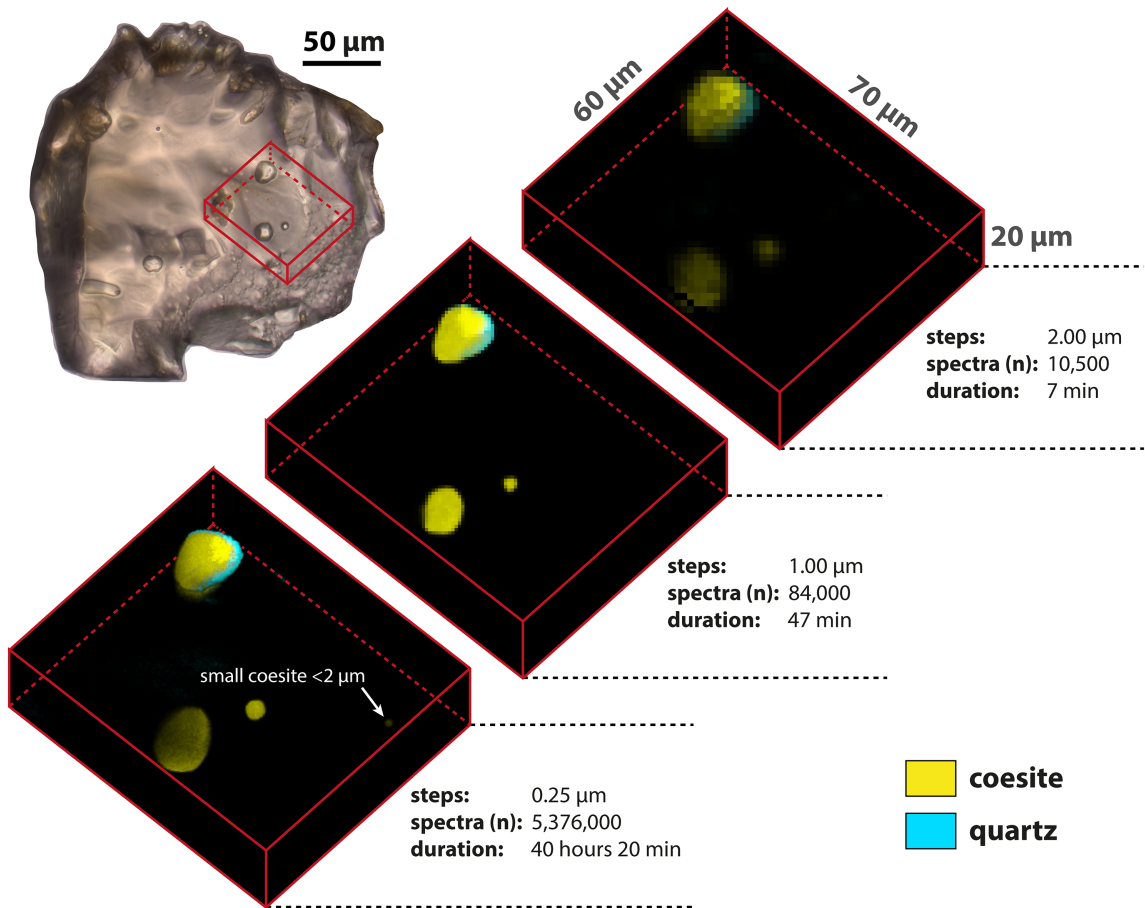 50 µm
60 µm
70 µm
20 µm
steps: 2.00 µm
spectra (n): 10,500
duration: 7 min
steps: 1.00 µm
spectra (n): 84,000
duration: 47 min
small coesite <2 µm
steps: 0.25 µm
spectra (n): 5,376,000
duration: 40 hours 20 min
coesite
quartz